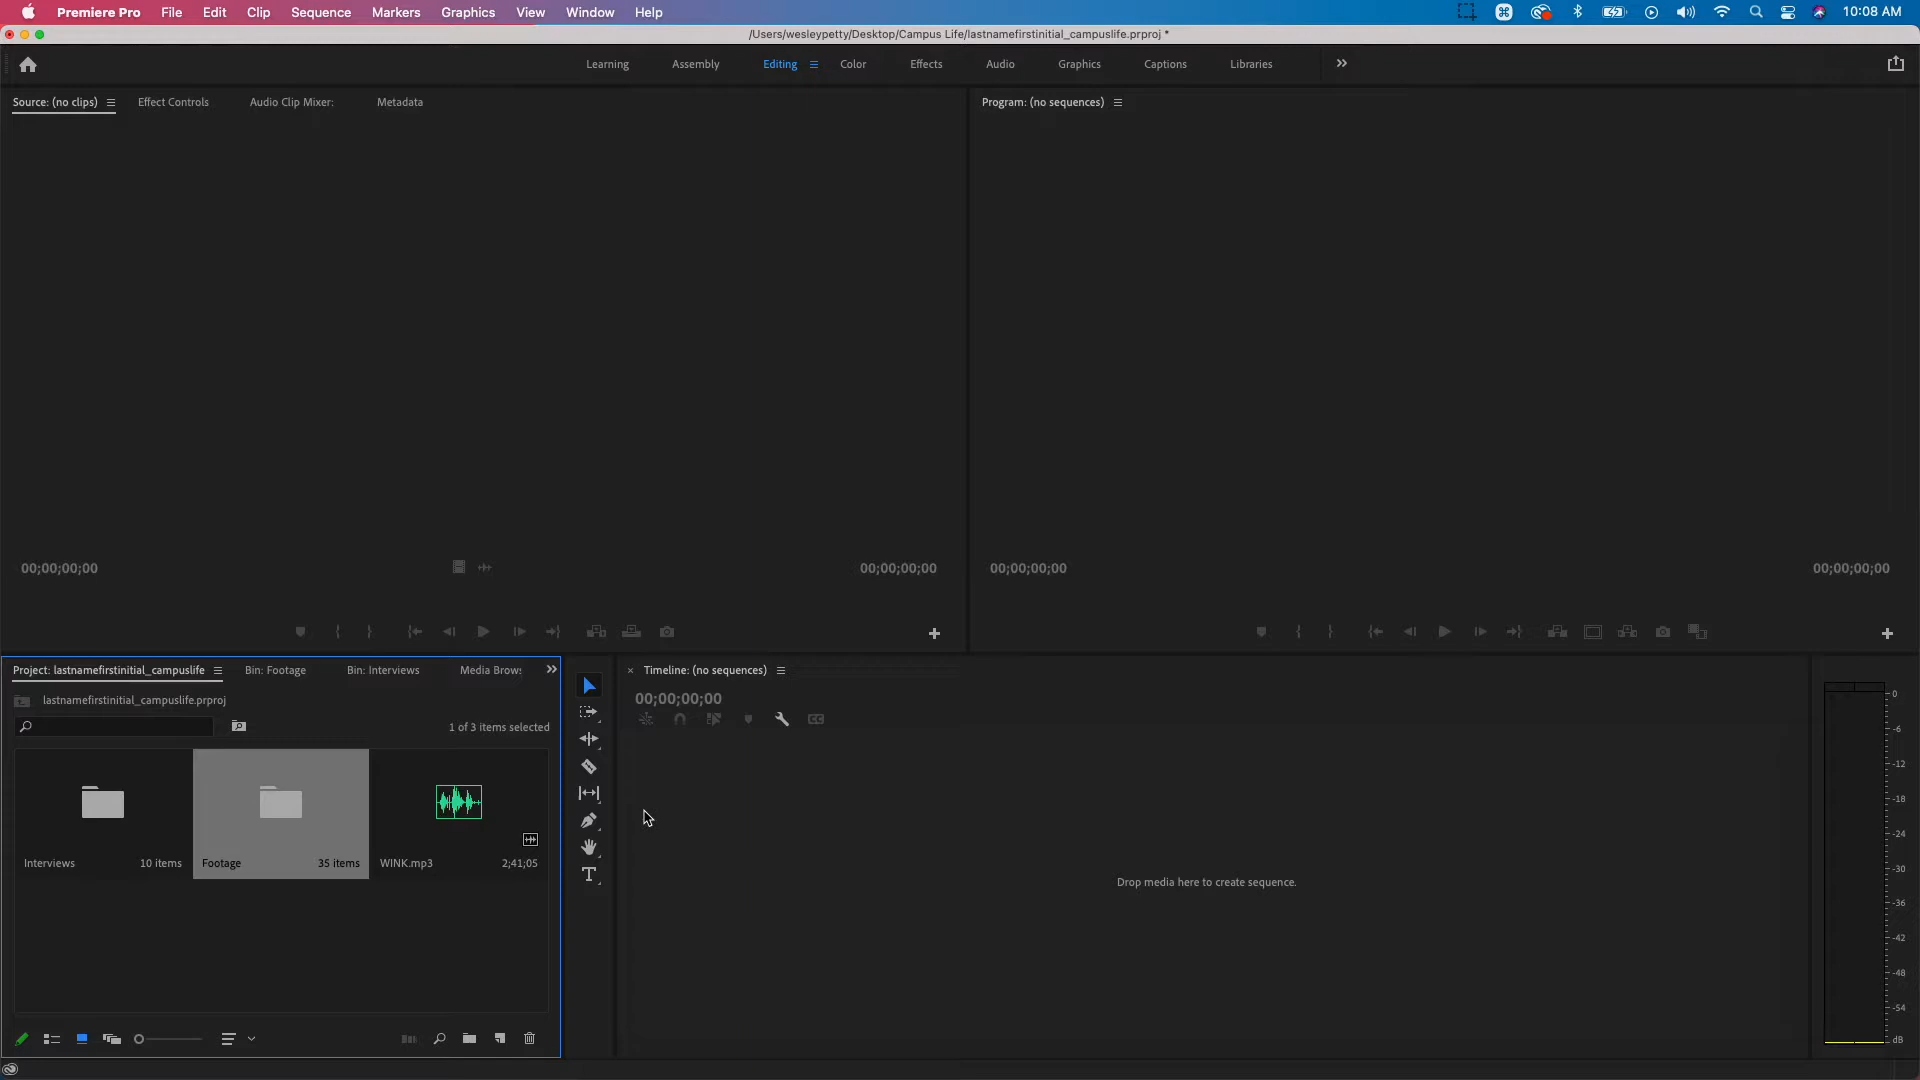 Premiere Pro File Edit Clip Sequence Markers Graphics View Window Help 10:08 AM
/Users/wesleypetty/Desktop/Campus Life/lastnamefirstinitial_campuslife.prproj *
Learning Assembly Editing Color Effects Audio Graphics Captions Libraries
Source: (no clips) Effect Controls Audio Clip Mixer: Metadata Program: (no sequences)
00;00;00;00 00;00;00;00 00;00;00;00 00;00;00;00
Project: lastnamefirstinitial_campuslife Bin: Footage Bin: Interviews Media Brows
lastnamefirstinitial_campuslife.prproj
1 of 3 items selected
Interviews 10 items Footage 35 items WINK.mp3 2;41;05
Timeline: (no sequences)
00;00;00;00
Drop media here to create sequence.
0
-6
-12
-18
-24
-30
-36
-42
-48
-54
dB